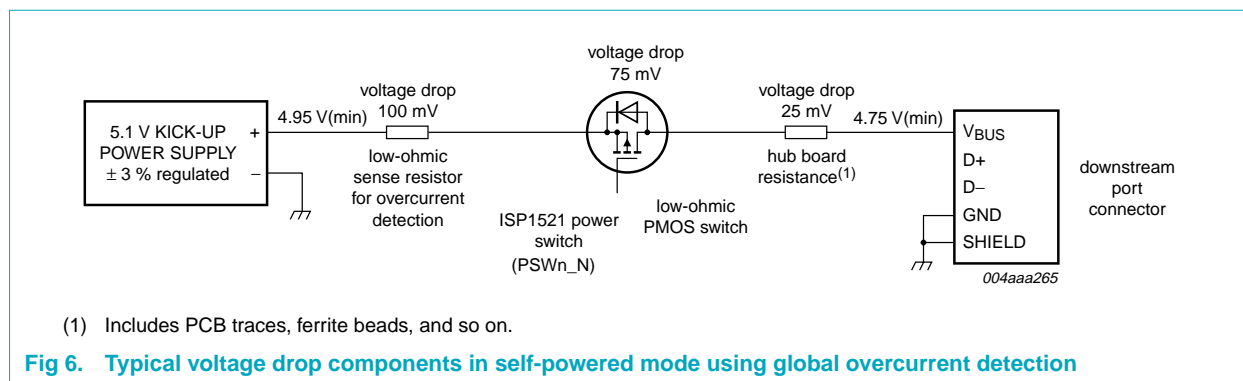 voltage drop
75 mV
voltage drop
100 mV
voltage drop
25 mV
4.95 V(min)
4.75 V(min)
5.1 V KICK-UP
POWER SUPPLY
± 3 % regulated
+
−
low-ohmic
sense resistor
for overcurrent
detection
ISP1521 power
switch
(PSWn_N)
low-ohmic
PMOS switch
hub board
resistance(1)
VBUS
D+
D−
GND
SHIELD
downstream
port
connector
004aaa265
(1) Includes PCB traces, ferrite beads, and so on.
Fig 6. Typical voltage drop components in self-powered mode using global overcurrent detection